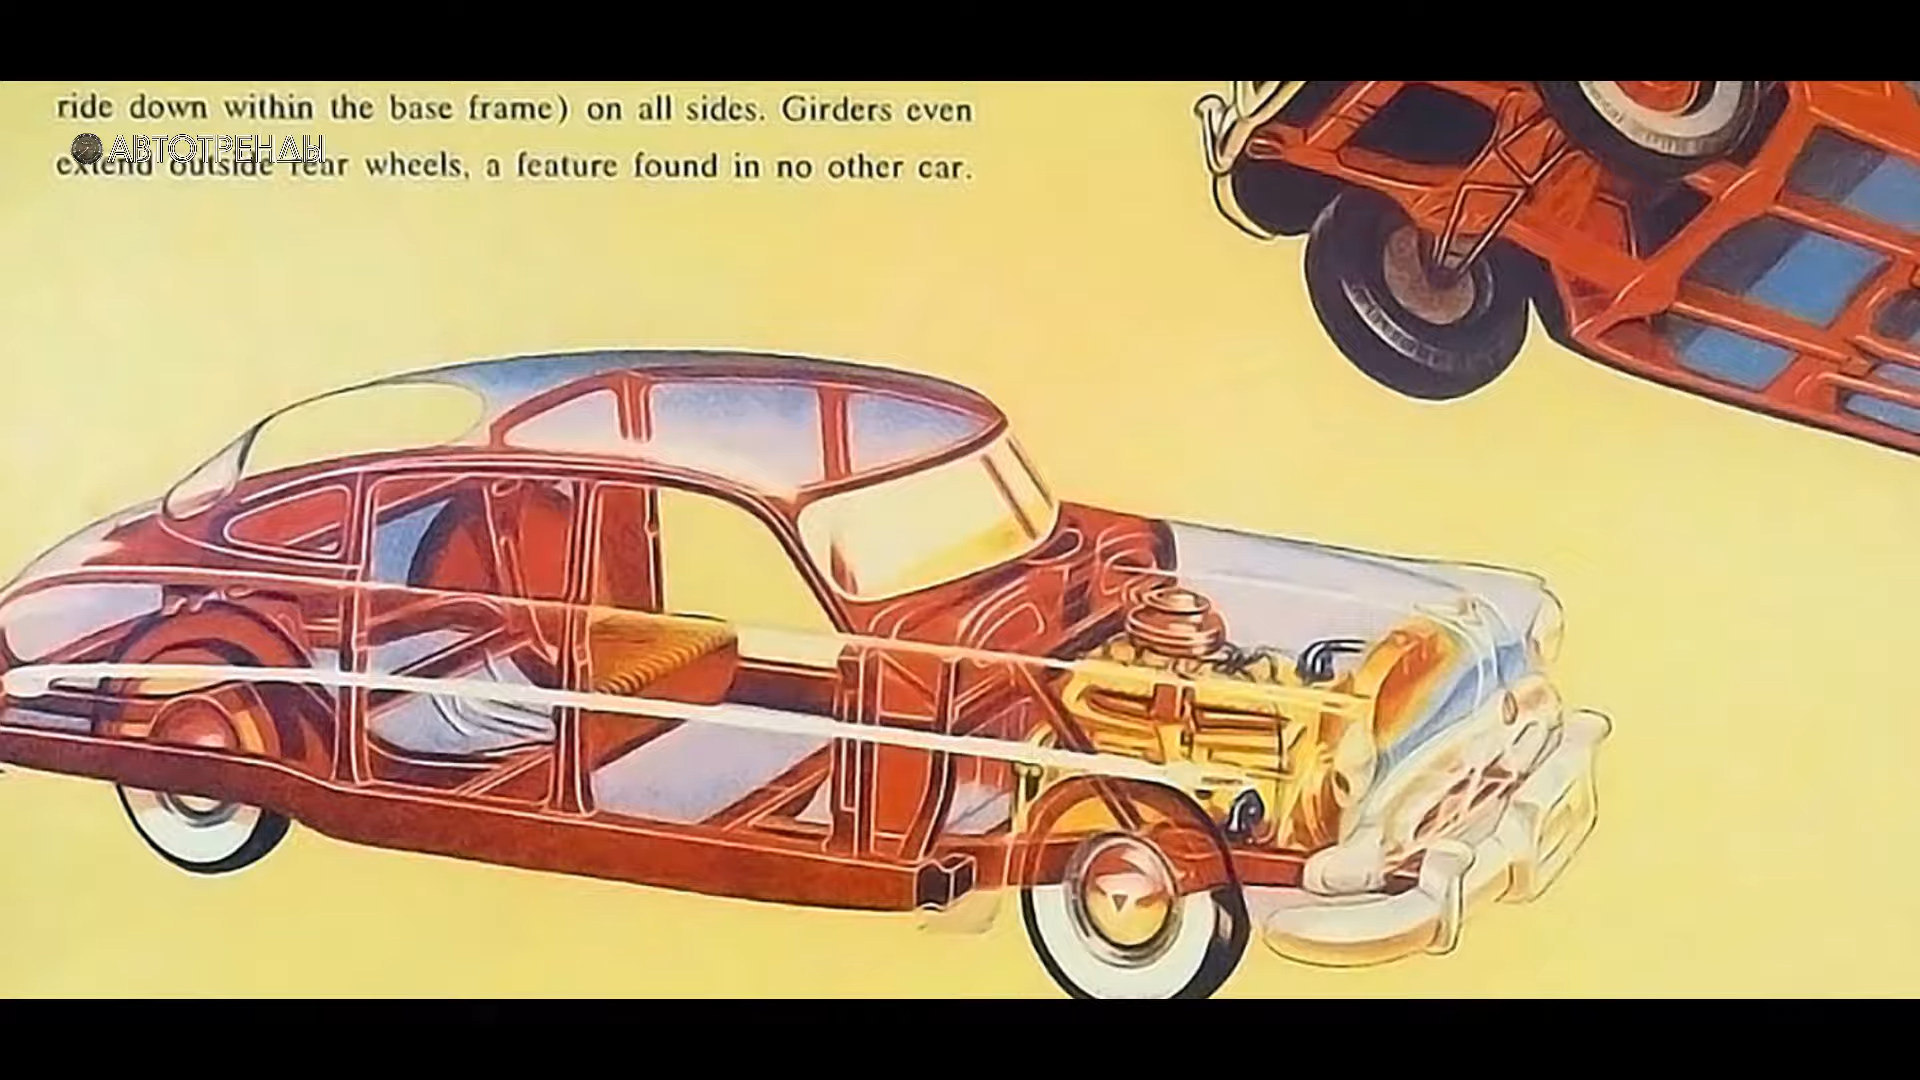 ride down within the base frame) on all sides. Girders even
АВТОТРЕНДЫ
extend outside rear wheels, a feature found in no other car.